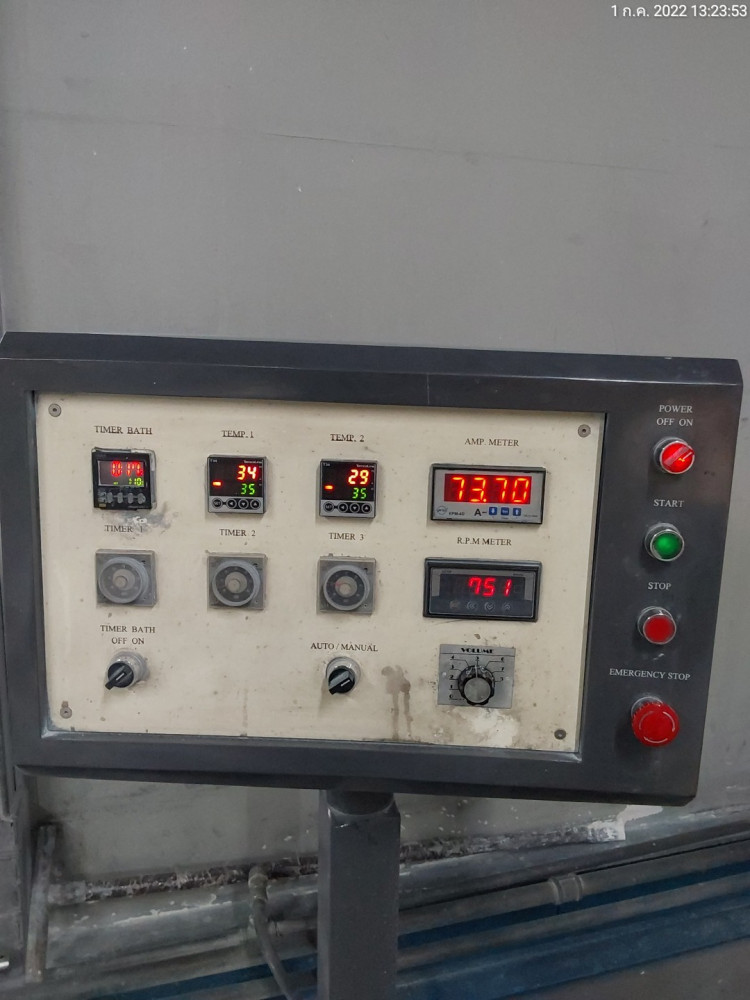 1 ก.ค. 2022 13:23:53
POWER
OFF ON
TIMER BATH
TEMP. 1
TEMP. 2
AMP. METER
34
35
29
35
73.70
A
START
TIMER 1
TIMER 2
TIMER 3
R.P.M METER
751
STOP
TIMER BATH
OFF ON
AUTO / MANUAL
VOLUME
EMERGENCY STOP